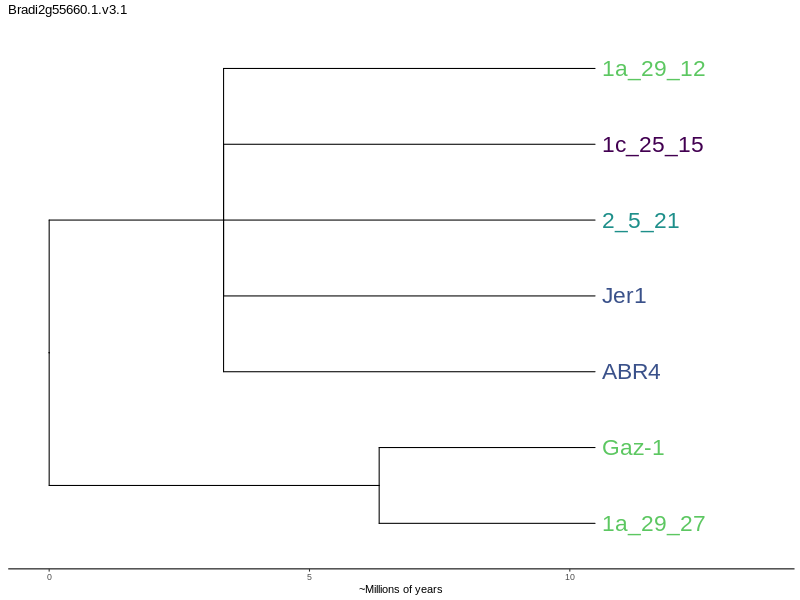 Bradi2g55660.1.v3.1
1a_29_12
1c_25_15
2_5_21
Jer1
ABR4
Gaz-1
1a_29_27
0 5 10
~Millions of years